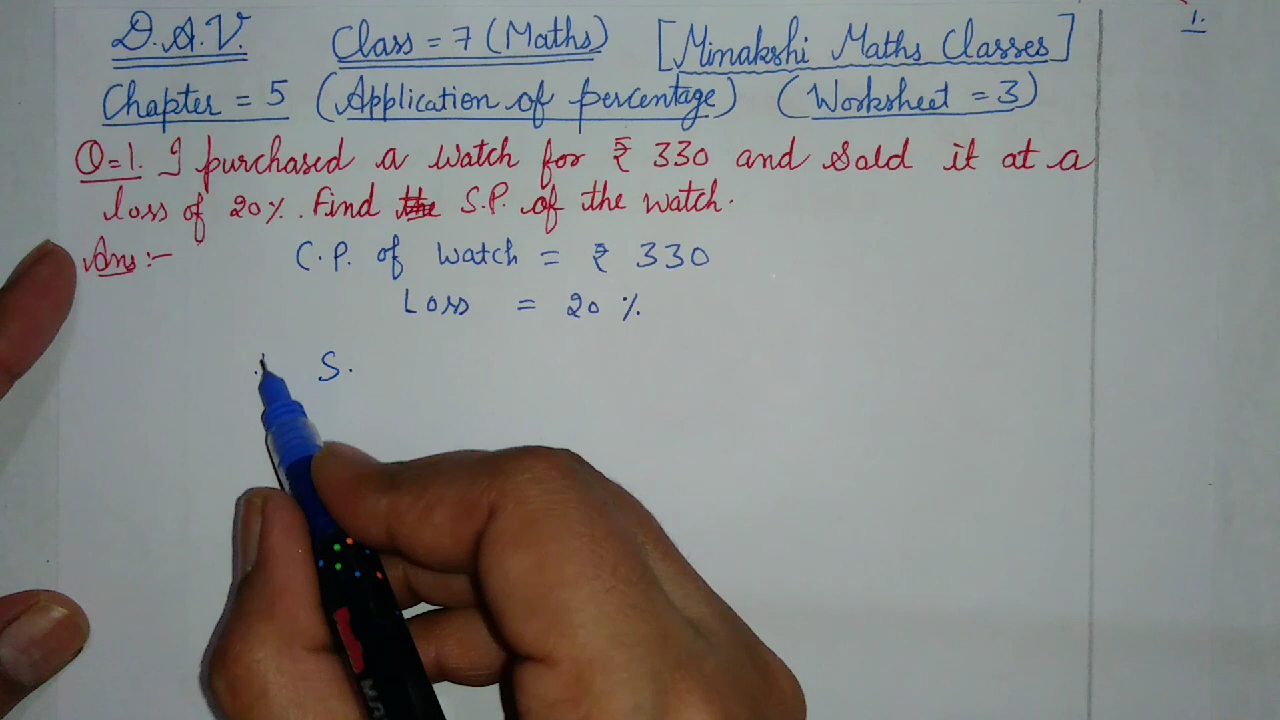 D.A.V. Class = 7 (Maths) [Minakshi Maths Classes]
1.
Chapter = 5 (Application of percentage) (Worksheet = 3)
Q=1. I purchased a watch for ₹ 330 and sold it at a
loss of 20%. Find the S.P. of the watch.
Ans :- C.P. of watch = ₹ 330
Loss = 20 %
. S.